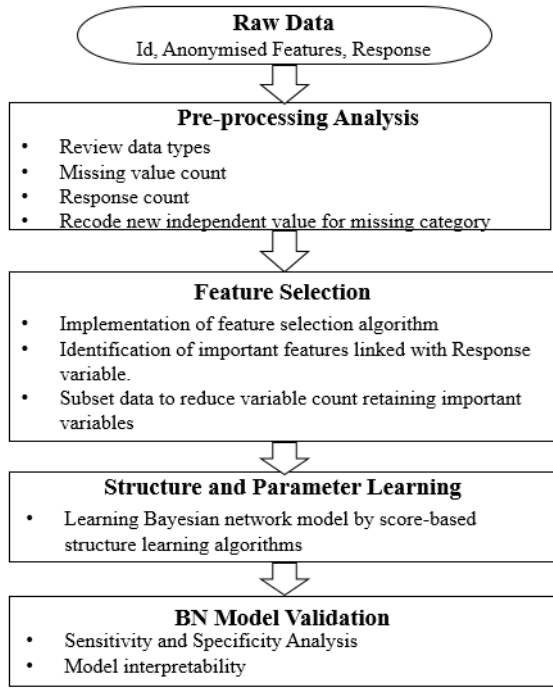 Raw Data
Id, Anonymised Features, Response
Pre-processing Analysis
• Review data types
• Missing value count
• Response count
• Recode new independent value for missing category
Feature Selection
• Implementation of feature selection algorithm
• Identification of important features linked with Response
variable.
• Subset data to reduce variable count retaining important
variables
Structure and Parameter Learning
• Learning Bayesian network model by score-based
structure learning algorithms
BN Model Validation
• Sensitivity and Specificity Analysis
• Model interpretability